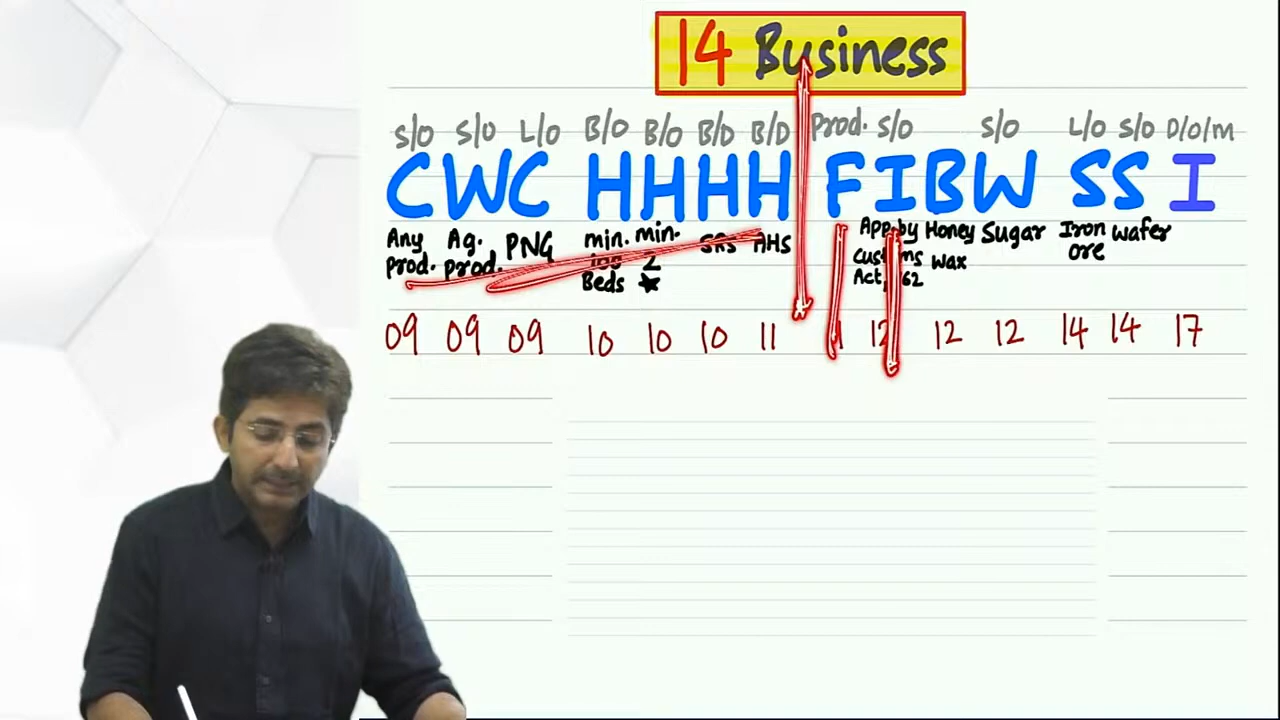 14 Business
S/O S/O L/O B/O B/O B/D B/D Prod. S/O S/O L/O S/O D/O/M
CWC HHHH FIBW SS I
Any Ag. PNG min. min. SRS AHS App by Honey Sugar Iron Wafer
prod. prod. 2 Customs Wax ore
Beds ★ Act, 62
09 09 09 10 10 10 11 12 12 12 14 14 17